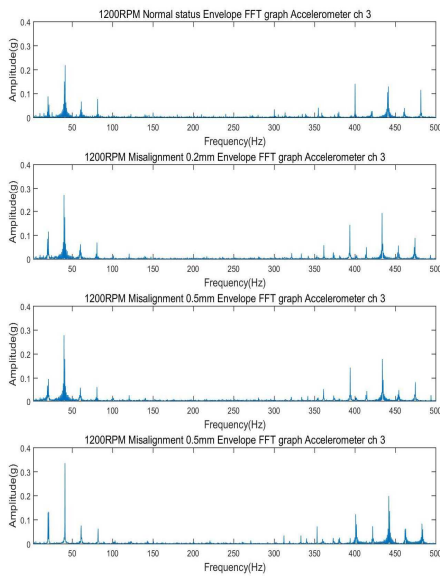 1200RPM Normal status Envelope FFT graph Accelerometer ch 3
0.4
0.3
0.2
0.1
0
Amplitude(g)
50 100 150 200 250 300 350 400 450 500
Frequency(Hz)
1200RPM Misalignment 0.2mm Envelope FFT graph Accelerometer ch 3
0.4
0.3
0.2
0.1
0
Amplitude(g)
50 100 150 200 250 300 350 400 450 500
Frequency(Hz)
1200RPM Misalignment 0.5mm Envelope FFT graph Accelerometer ch 3
0.4
0.3
0.2
0.1
0
Amplitude(g)
50 100 150 200 250 300 350 400 450 500
Frequency(Hz)
1200RPM Misalignment 0.5mm Envelope FFT graph Accelerometer ch 3
0.4
0.3
0.2
0.1
0
Amplitude(g)
50 100 150 200 250 300 350 400 450 500
Frequency(Hz)